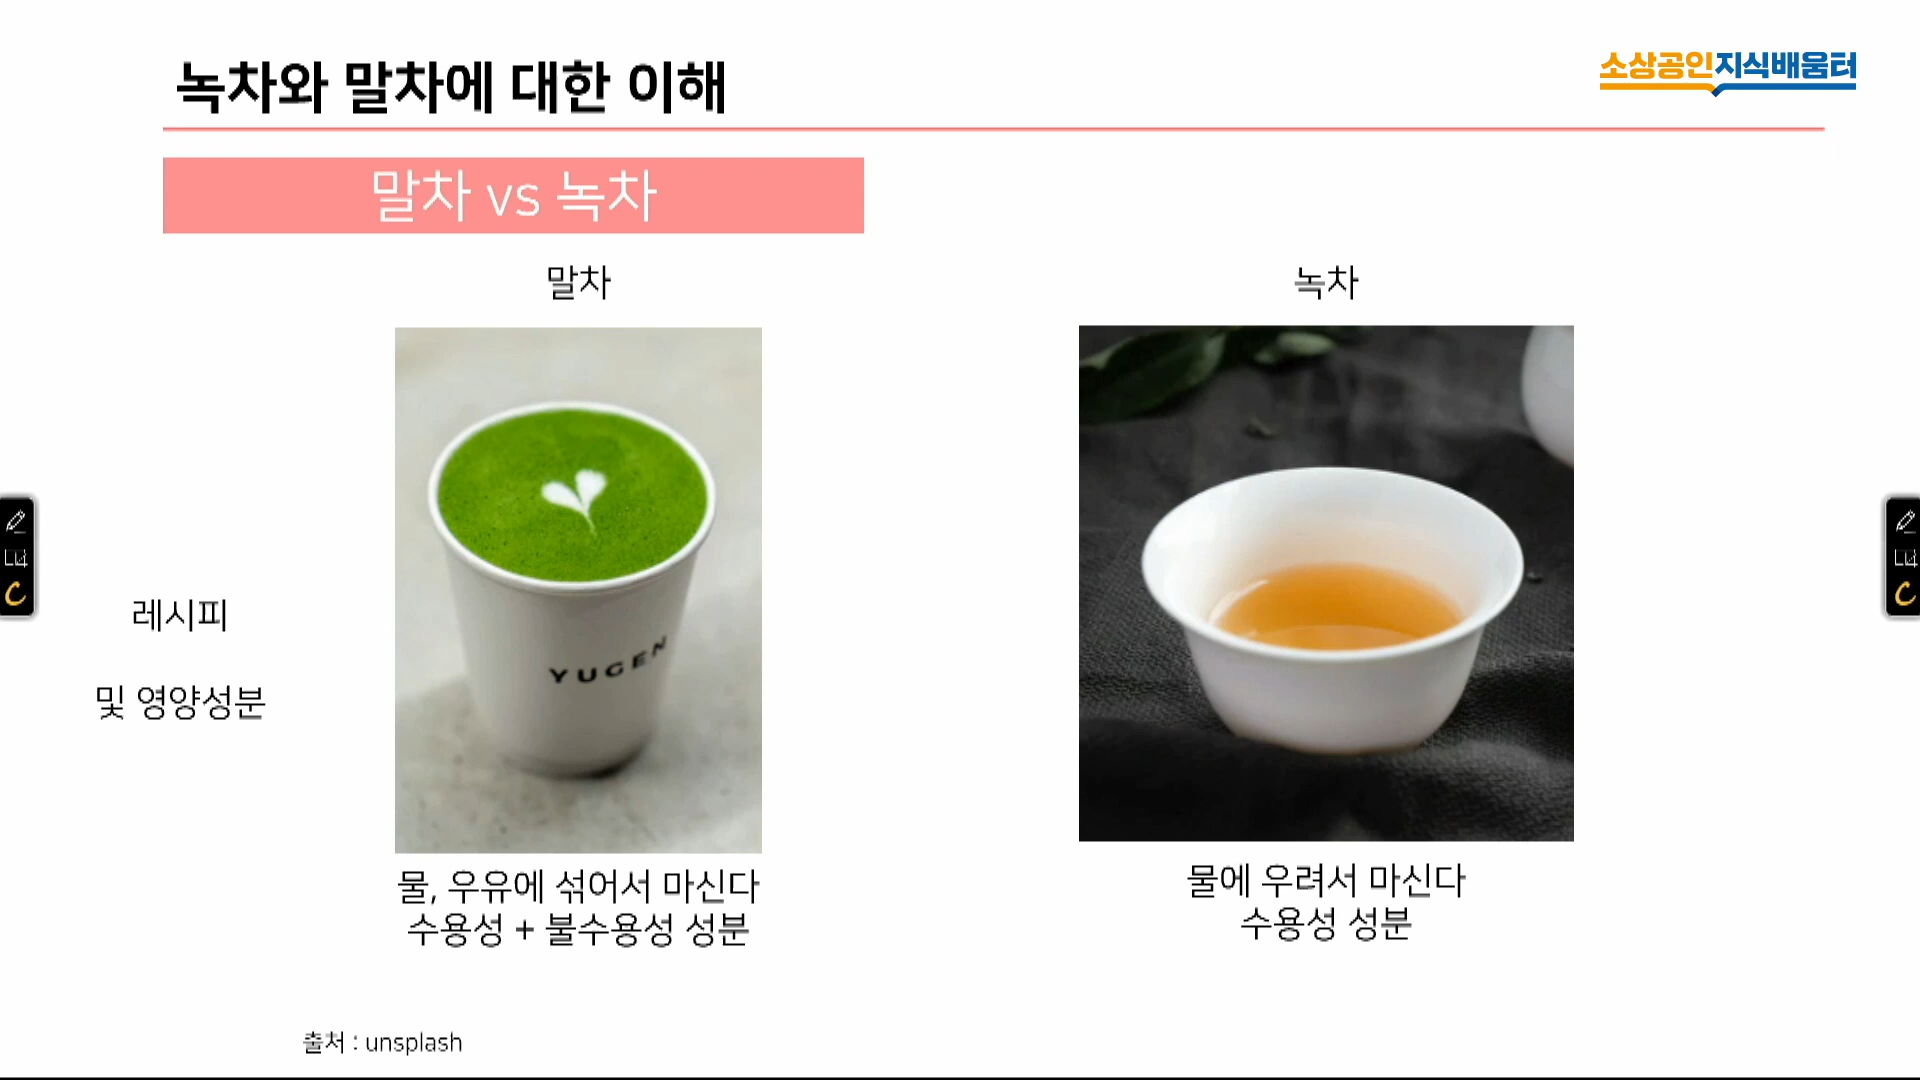 녹차와 말차에 대한 이해
소상공인지식배움터
말차 vs 녹차
말차
녹차
YUGEN
레시피
및 영양성분
물, 우유에 섞어서 마신다
수용성 + 불수용성 성분
물에 우려서 마신다
수용성 성분
출처 : unsplash